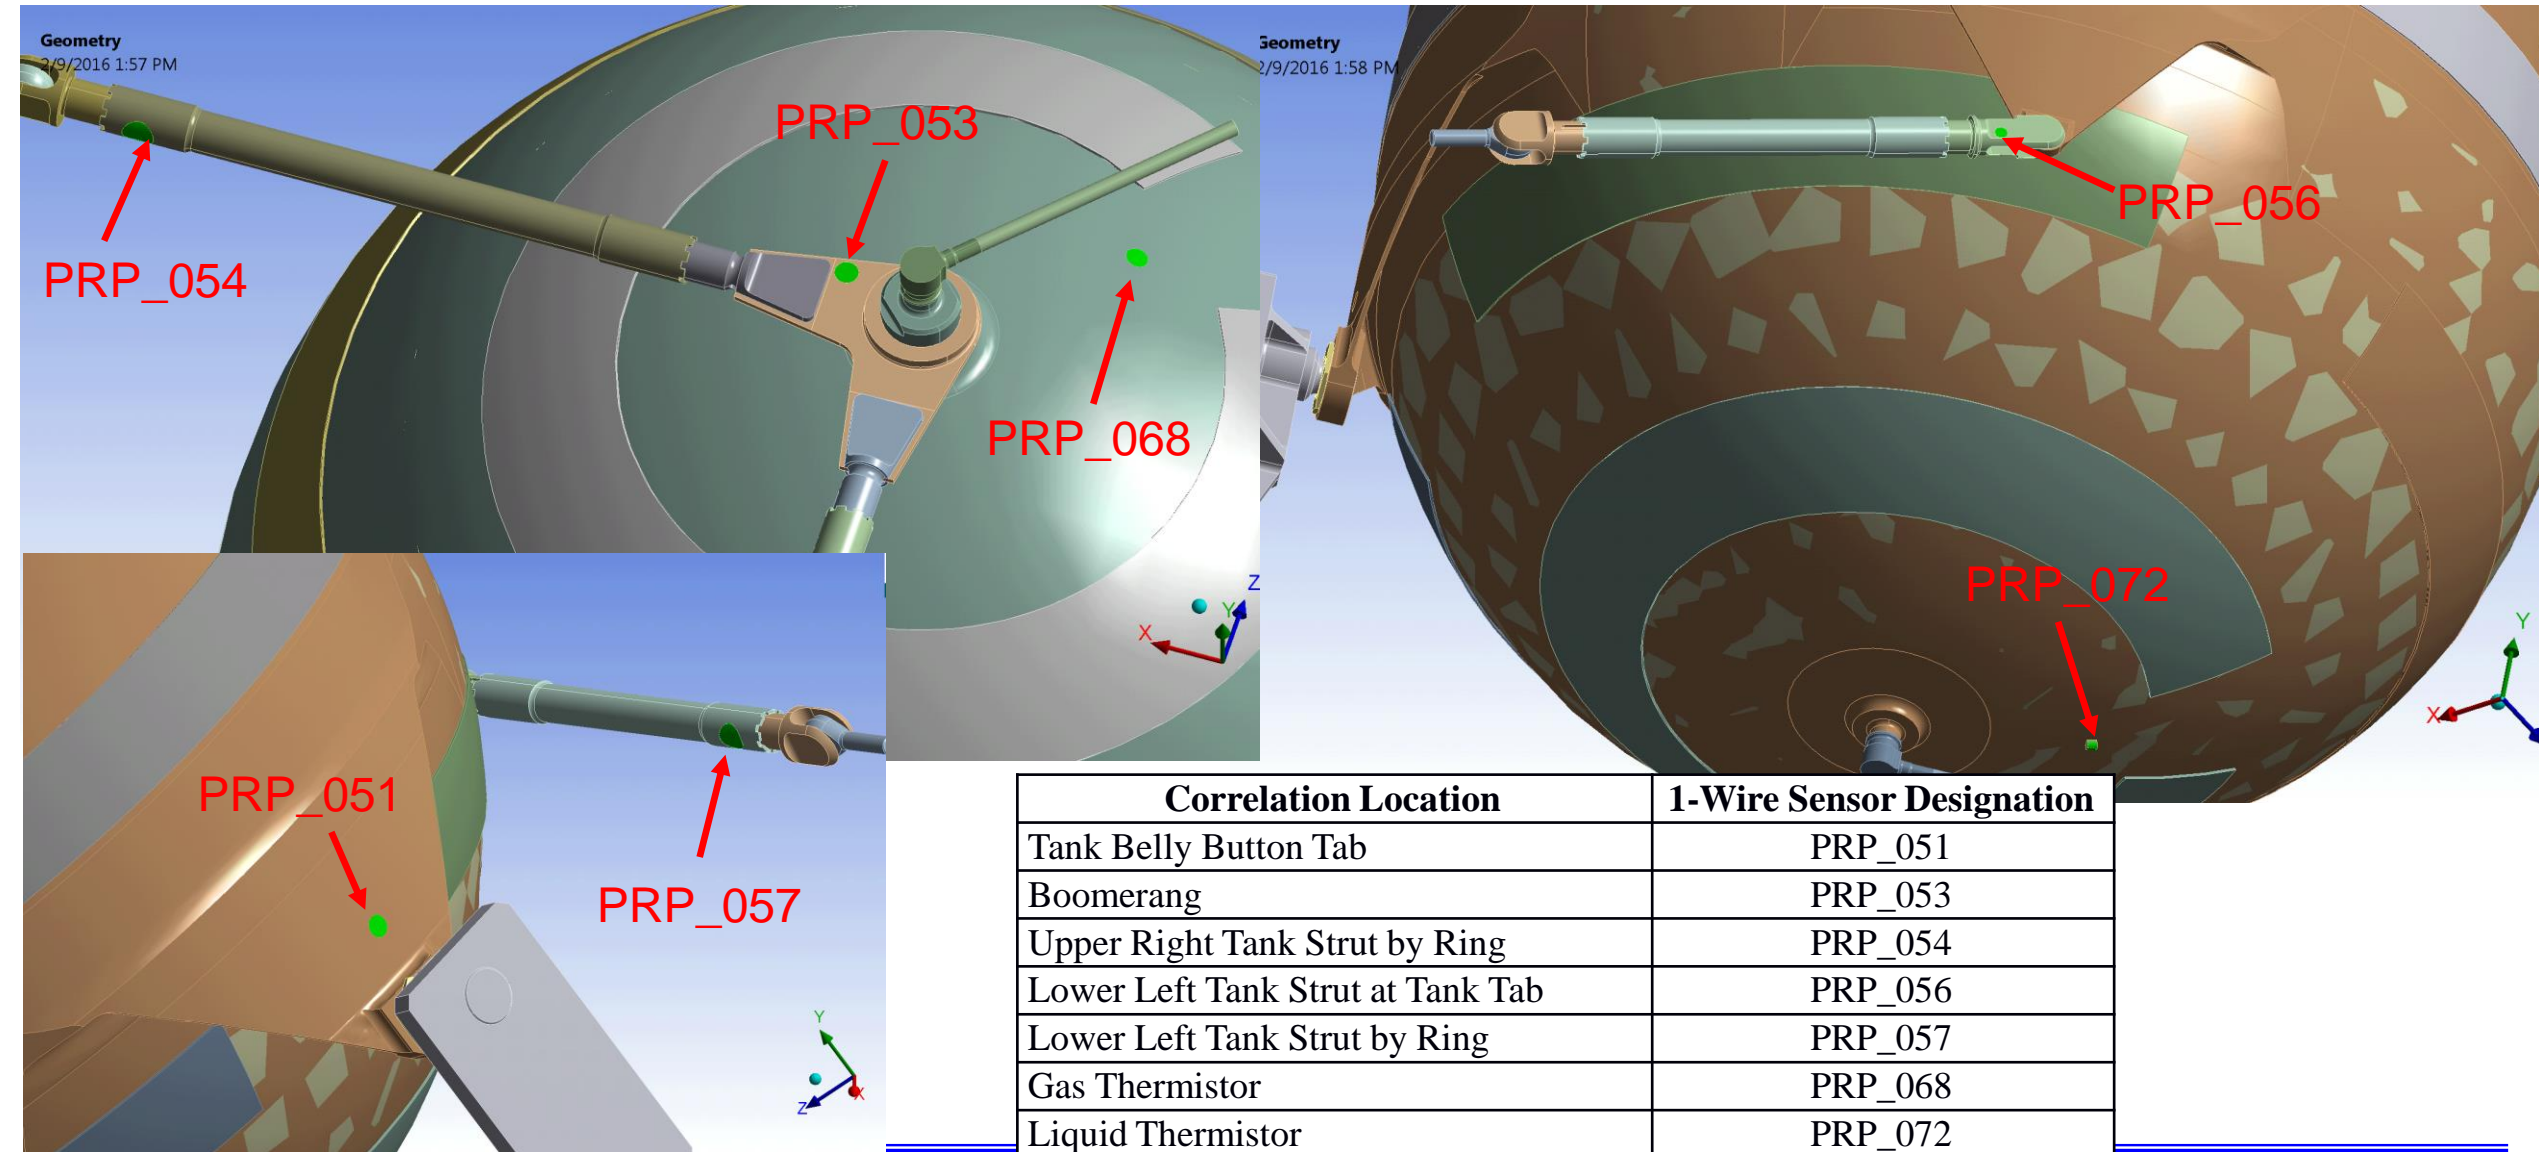 Geometry
2/9/2016 1:57 PM
PRP_053
PRP_054
PRP_068
Z
Y
X
Geometry
2/9/2016 1:58 PM
PRP_056
PRP_072
Y
X
PRP_051
PRP_057
Y
Z
X
Correlation Location 1-Wire Sensor Designation
Tank Belly Button Tab PRP_051
Boomerang PRP_053
Upper Right Tank Strut by Ring PRP_054
Lower Left Tank Strut at Tank Tab PRP_056
Lower Left Tank Strut by Ring PRP_057
Gas Thermistor PRP_068
Liquid Thermistor PRP_072